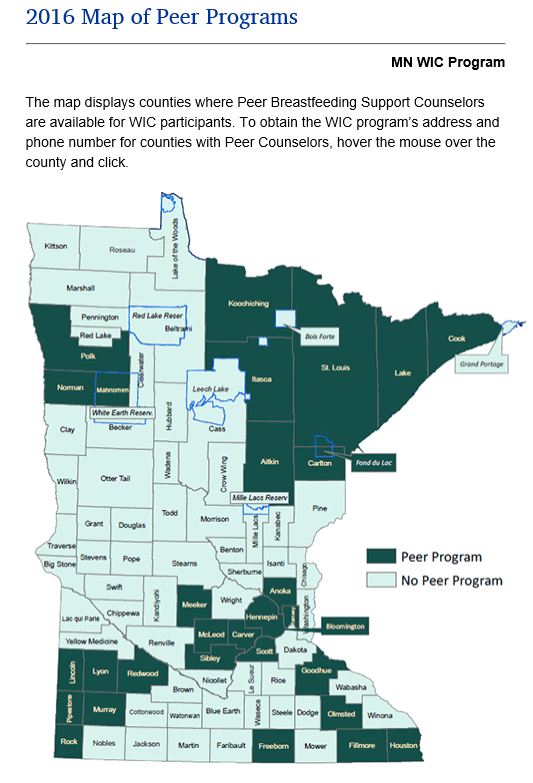 2016 Map of Peer Programs
MN WIC Program
The map displays counties where Peer Breastfeeding Support Counselors
are available for WIC participants. To obtain the WIC program's address and
phone number for counties with Peer Counselors, hover the mouse over the
county and click.
Kittson
Roseau
Lake of the Woods
Marshall
Koochiching
Pennington
Red Lake Reser
Beltrami
Red Lake
Bois Forte
Cook
Polk
Clearwater
Grand Portage
St. Louis
Lake
Itasca
Norman
Mahnomen
Leech Lake
White Earth Reserv.
Hubbard
Clay
Becker
Cass
Wadena
Crow Wing
Aitkin
Carlton
Fond du Lac
Wilkin
Otter Tail
Mille Lacs Reserv
Pine
Todd
Morrison
Mille Lacs
Kanabec
Grant
Douglas
Traverse
Stevens
Pope
Benton
Big Stone
Stearns
Isanti
Chisago
Sherburne
Peer Program
No Peer Program
Swift
Kandiyohi
Anoka
Meeker
Wright
Washington
Chippewa
Hennepin
Lac qui Parle
Bloomington
McLeod
Carver
Yellow Medicine
Renville
Scott
Dakota
Sibley
Lincoln
Lyon
Redwood
Goodhue
Nicollet
Le Sueur
Rice
Brown
Wabasha
Pipestone
Murray
Cottonwood
Watonwan
Blue Earth
Waseca
Steele
Dodge
Olmsted
Winona
Rock
Nobles
Jackson
Martin
Faribault
Freeborn
Mower
Fillmore
Houston